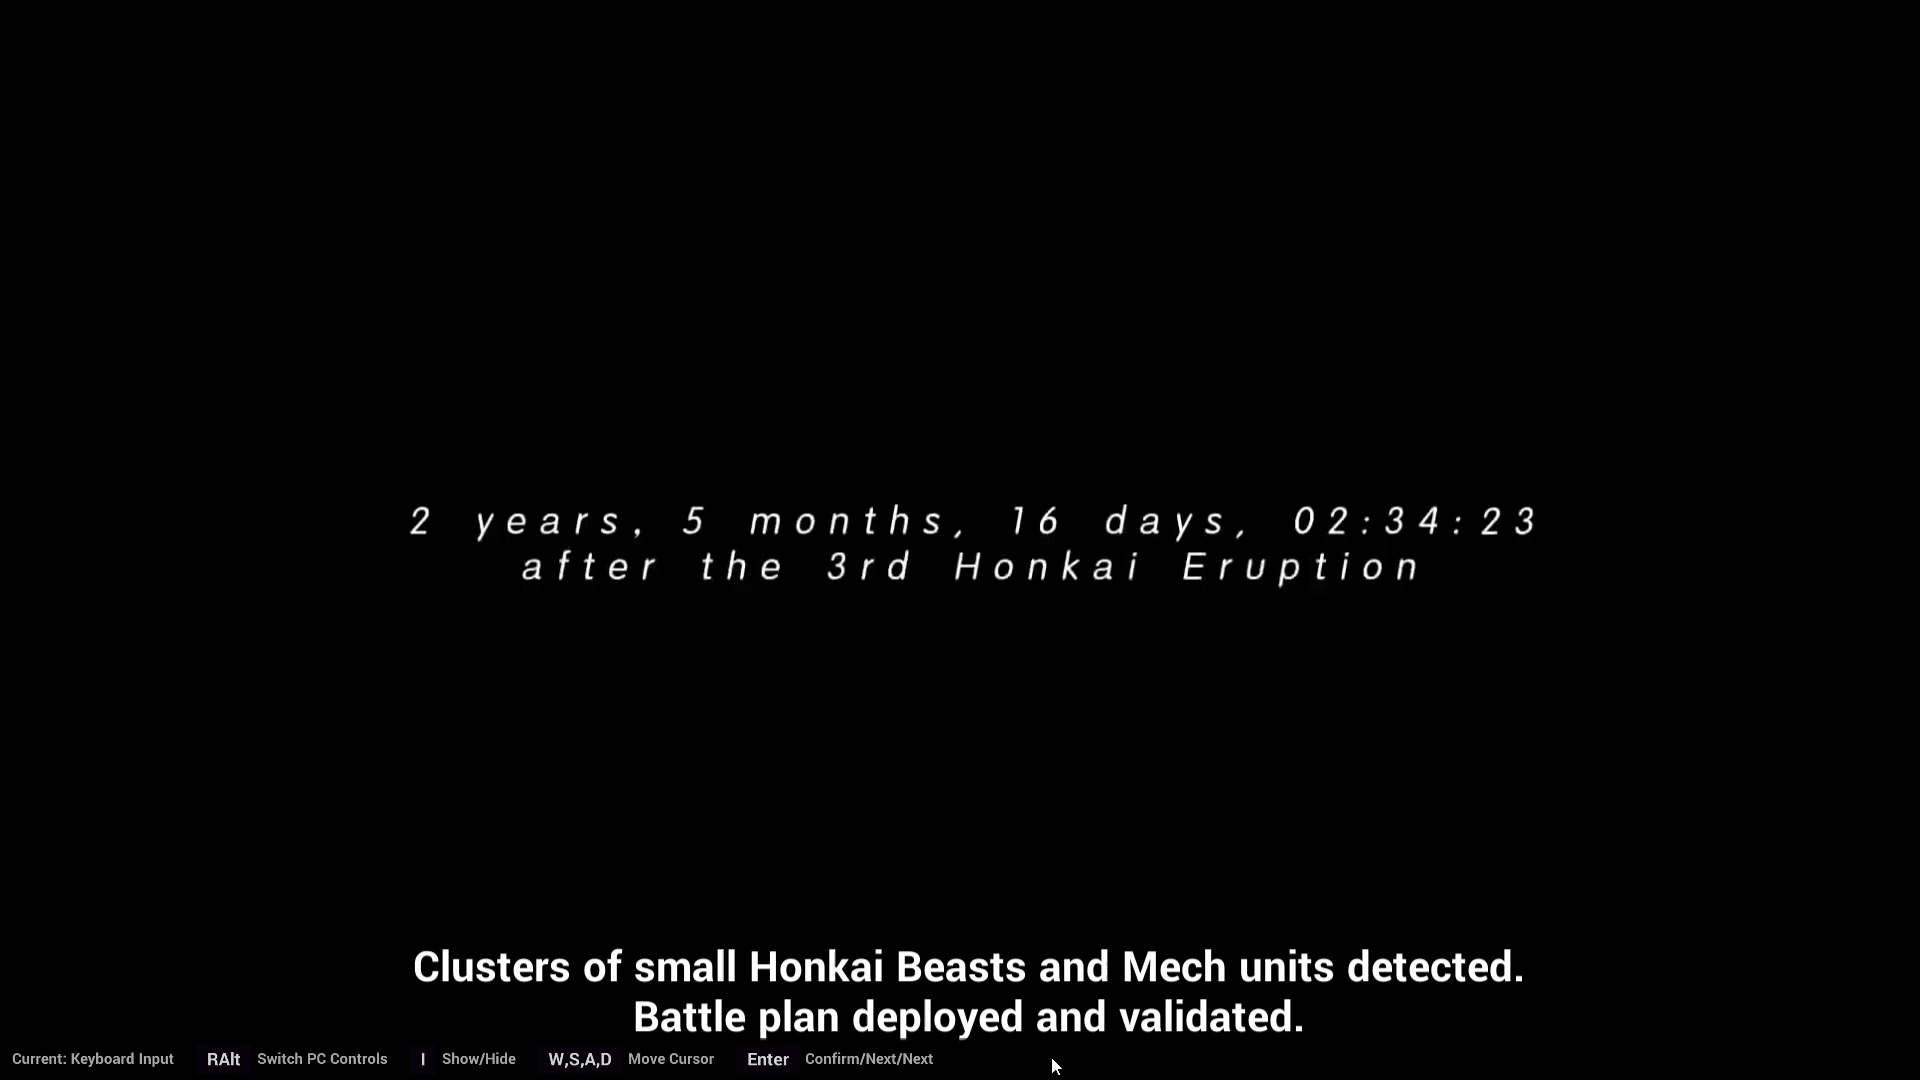 2 years, 5 months, 16 days, 02:34:23
after the 3rd Honkai Eruption
Clusters of small Honkai Beasts and Mech units detected.
Battle plan deployed and validated.
Current: Keyboard Input RAlt Switch PC Controls I Show/Hide W,S,A,D Move Cursor Enter Confirm/Next/Next